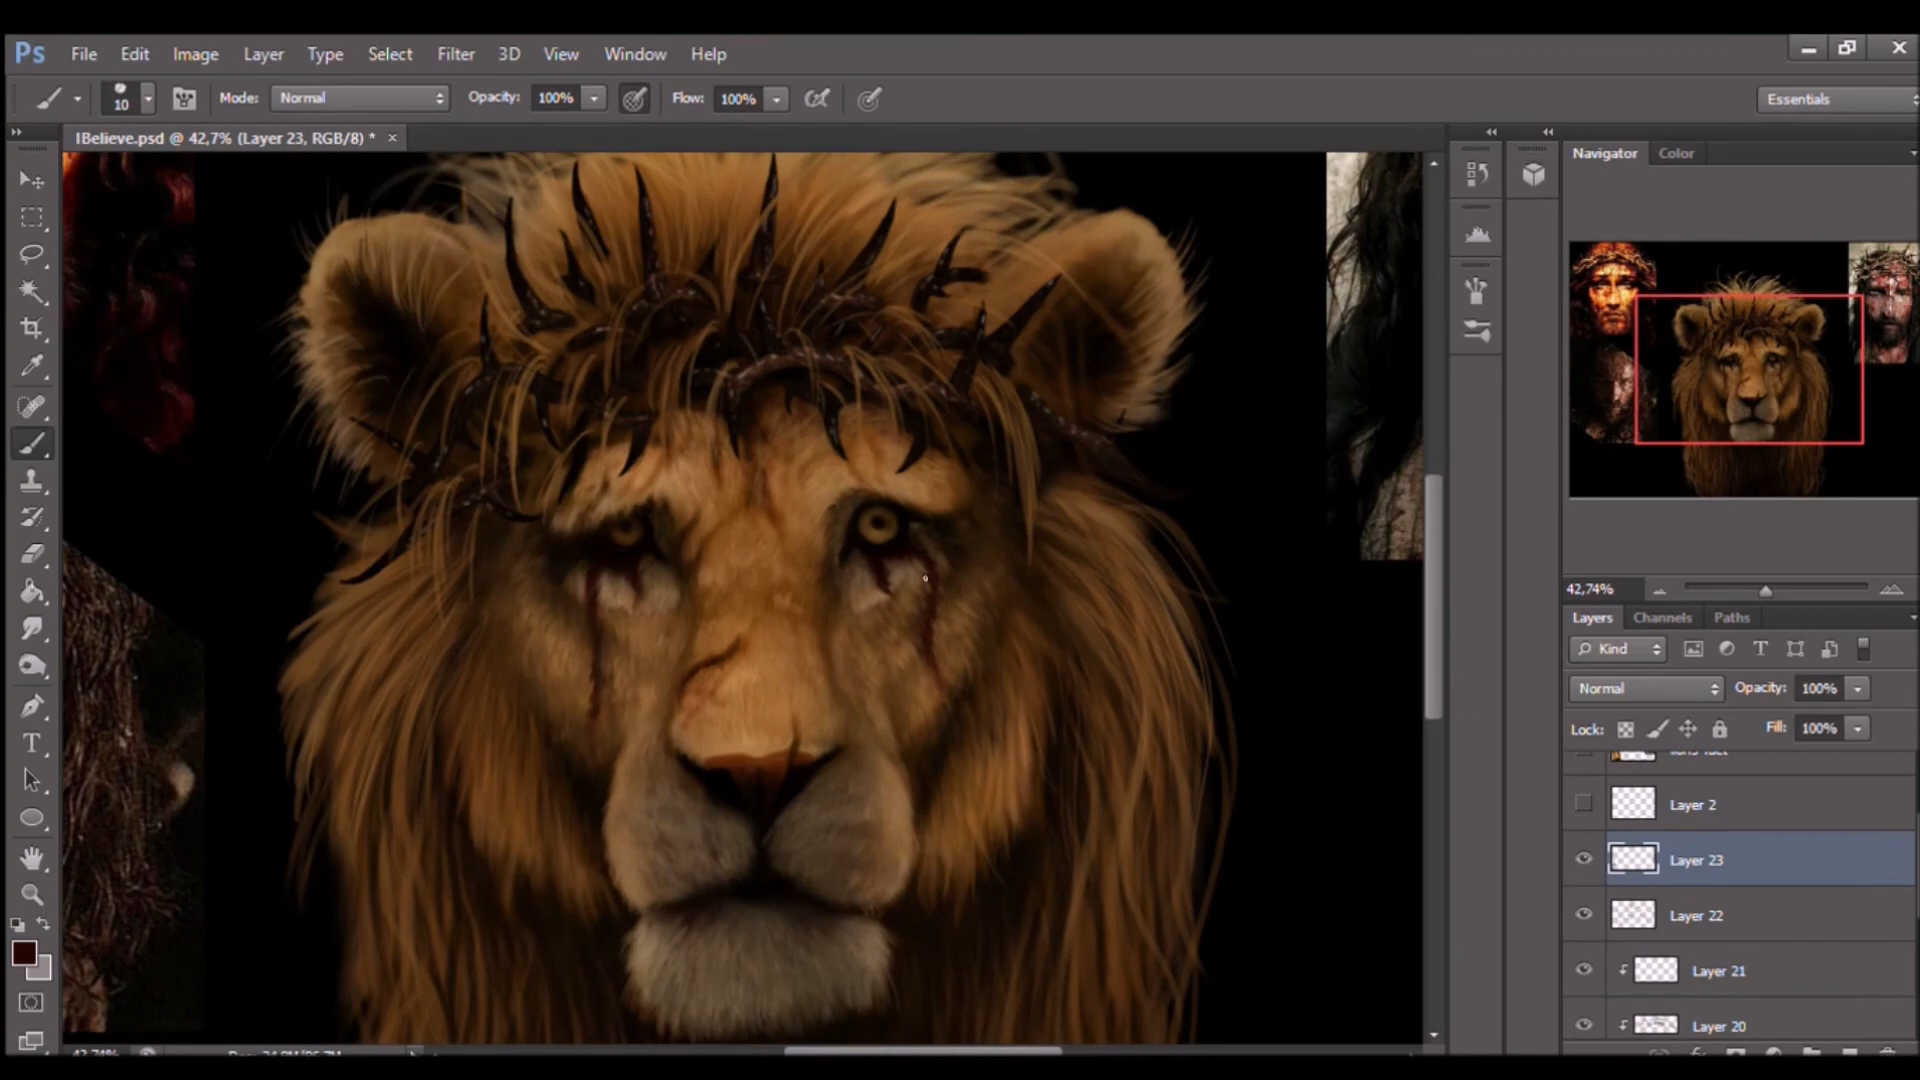 Ps File Edit Image Layer Type Select Filter 3D View Window Help
10 Mode: Normal Opacity: 100% Flow: 100% Essentials
IBelieve.psd @ 42,7% (Layer 23, RGB/8) * ×
Navigator Color
42,74%
Layers Channels Paths
Kind
Normal Opacity: 100%
Lock: Fill: 100%
Layer 2
Layer 23
Layer 22
Layer 21
Layer 20